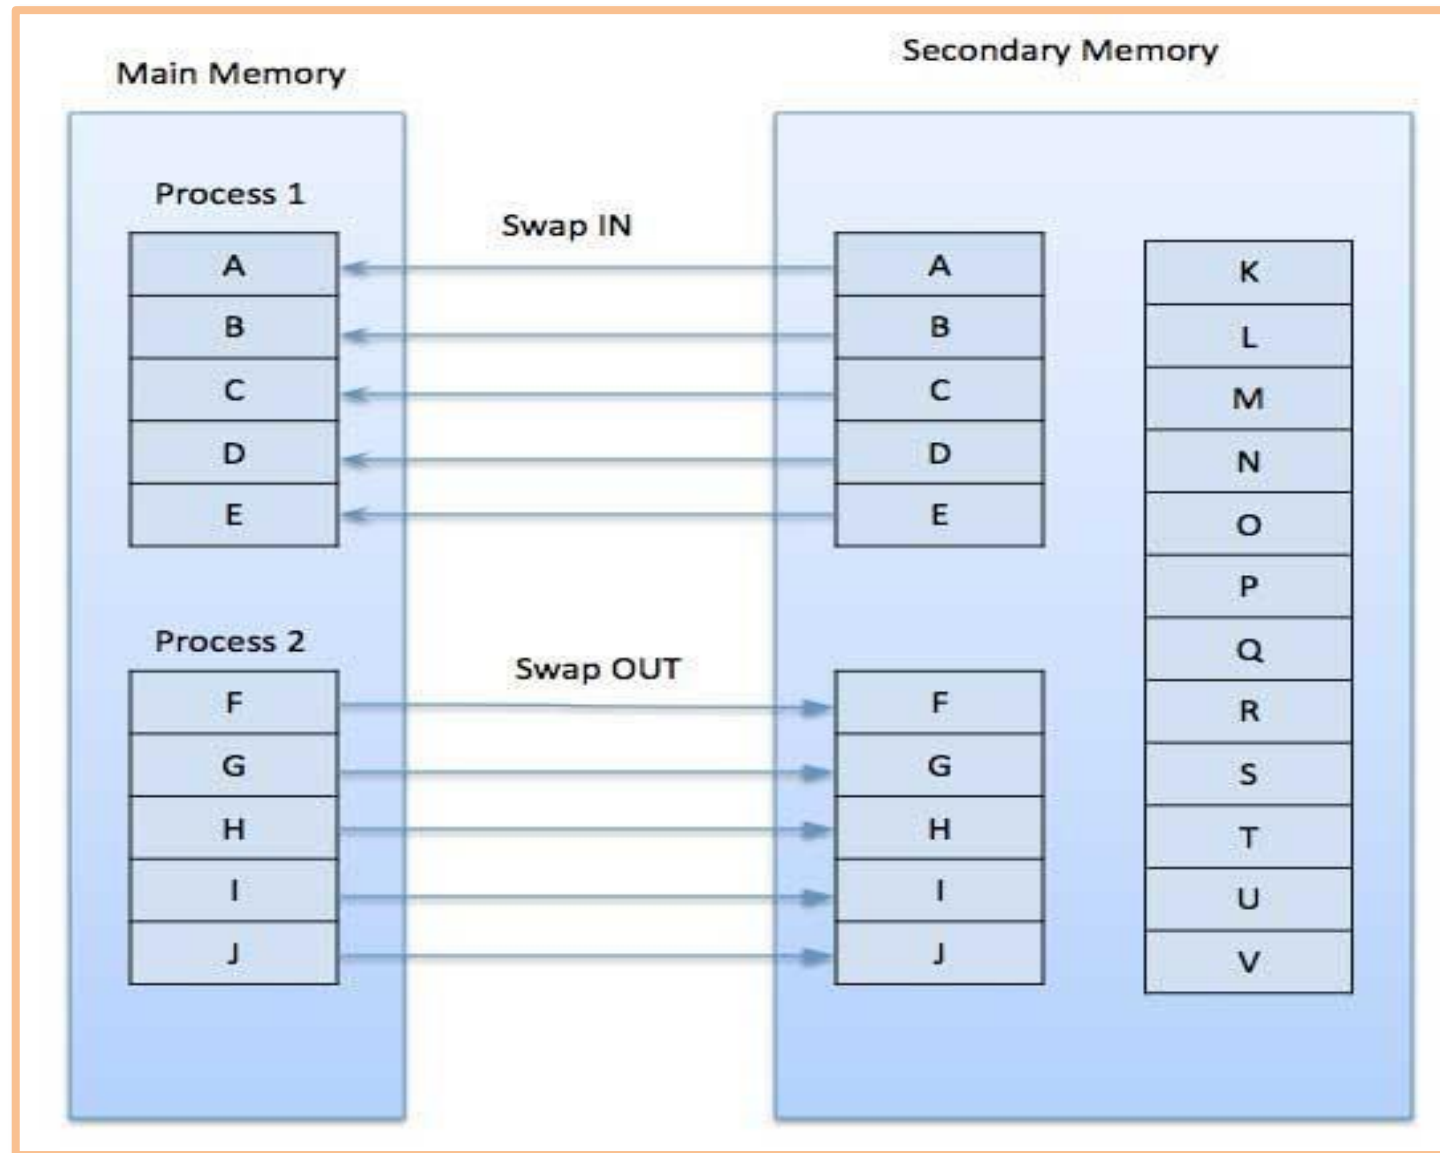 Main Memory
Secondary Memory
Process 1
Swap IN
A
B
C
D
E
Process 2
Swap OUT
F
G
H
I
J
A
B
C
D
E
F
G
H
I
J
K
L
M
N
O
P
Q
R
S
T
U
V